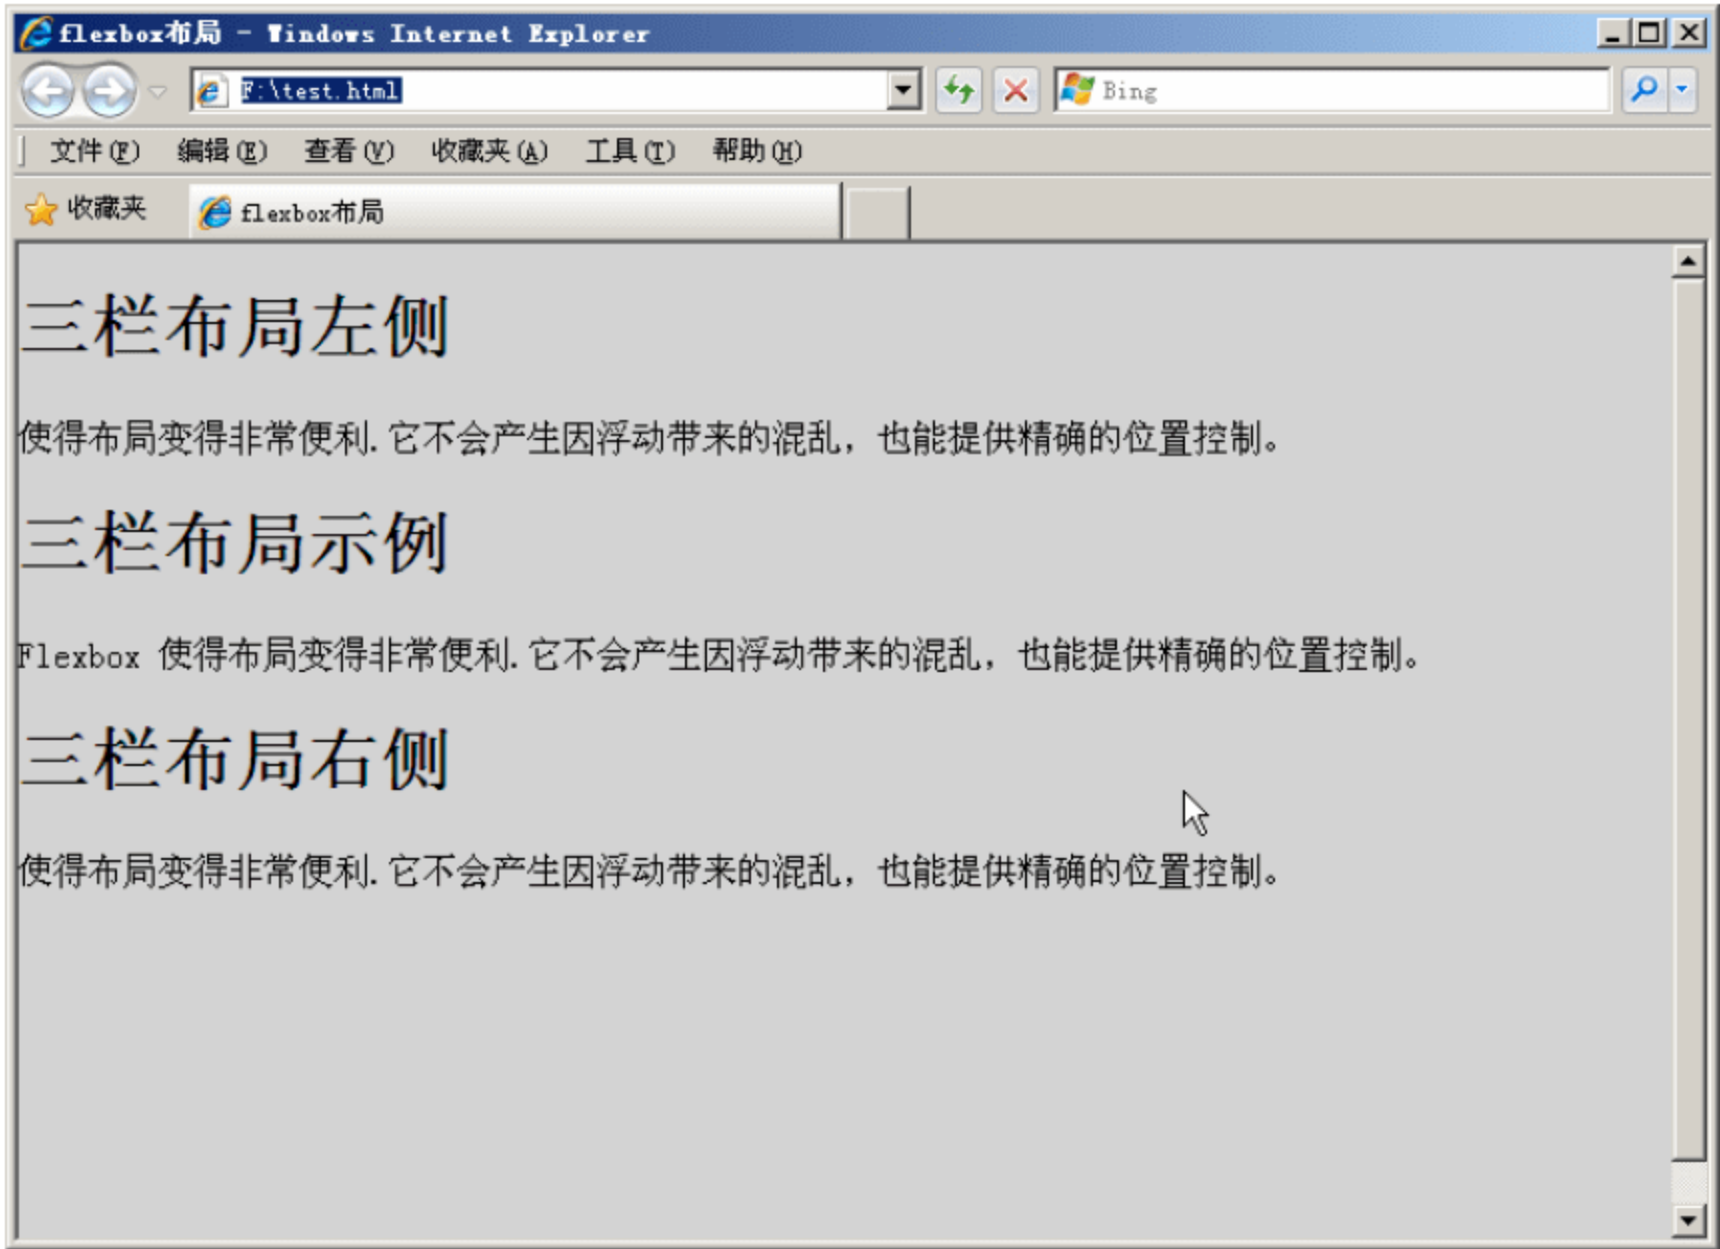 flexbox布局 - Windows Internet Explorer
F:\test.html
Bing
文件(F) 编辑(E) 查看(V) 收藏夹(A) 工具(T) 帮助(H)
收藏夹 flexbox布局
三栏布局左侧
使得布局变得非常便利.它不会产生因浮动带来的混乱，也能提供精确的位置控制。
三栏布局示例
Flexbox 使得布局变得非常便利.它不会产生因浮动带来的混乱，也能提供精确的位置控制。
三栏布局右侧
使得布局变得非常便利.它不会产生因浮动带来的混乱，也能提供精确的位置控制。